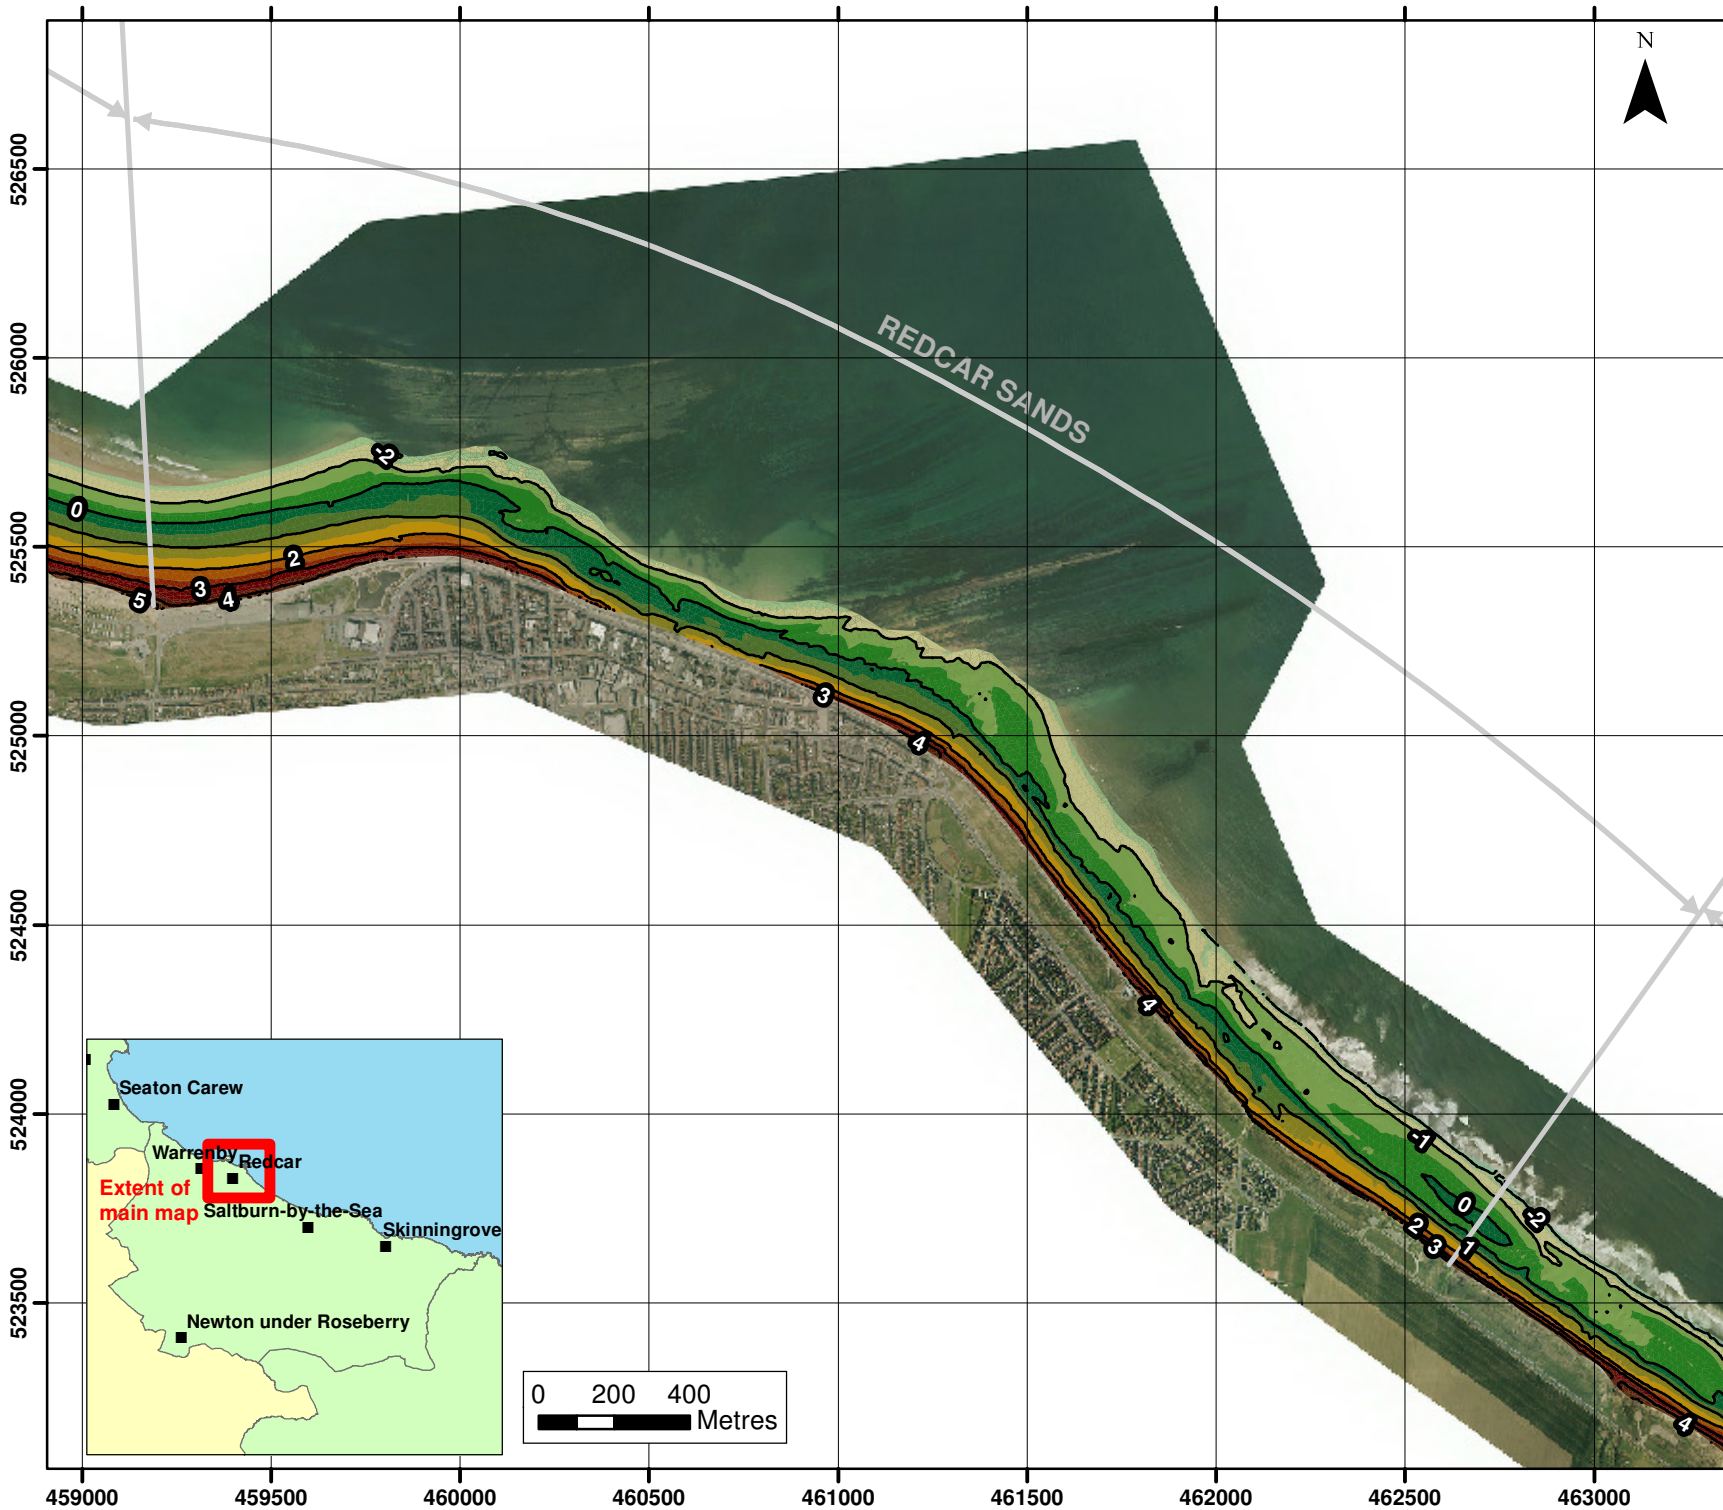 N
526500
526000
525500
525000
524500
524000
523500
REDCAR SANDS
-2
0
2
3
4
5
3
4
4
-1
0
-2
2
3
1
4
Seaton Carew
Warrenby
Redcar
Extent of
main map
Saltburn-by-the-Sea
Skinningrove
Newton under Roseberry
0 200 400
Metres
459000 459500 460000 460500 461000 461500 462000 462500 463000